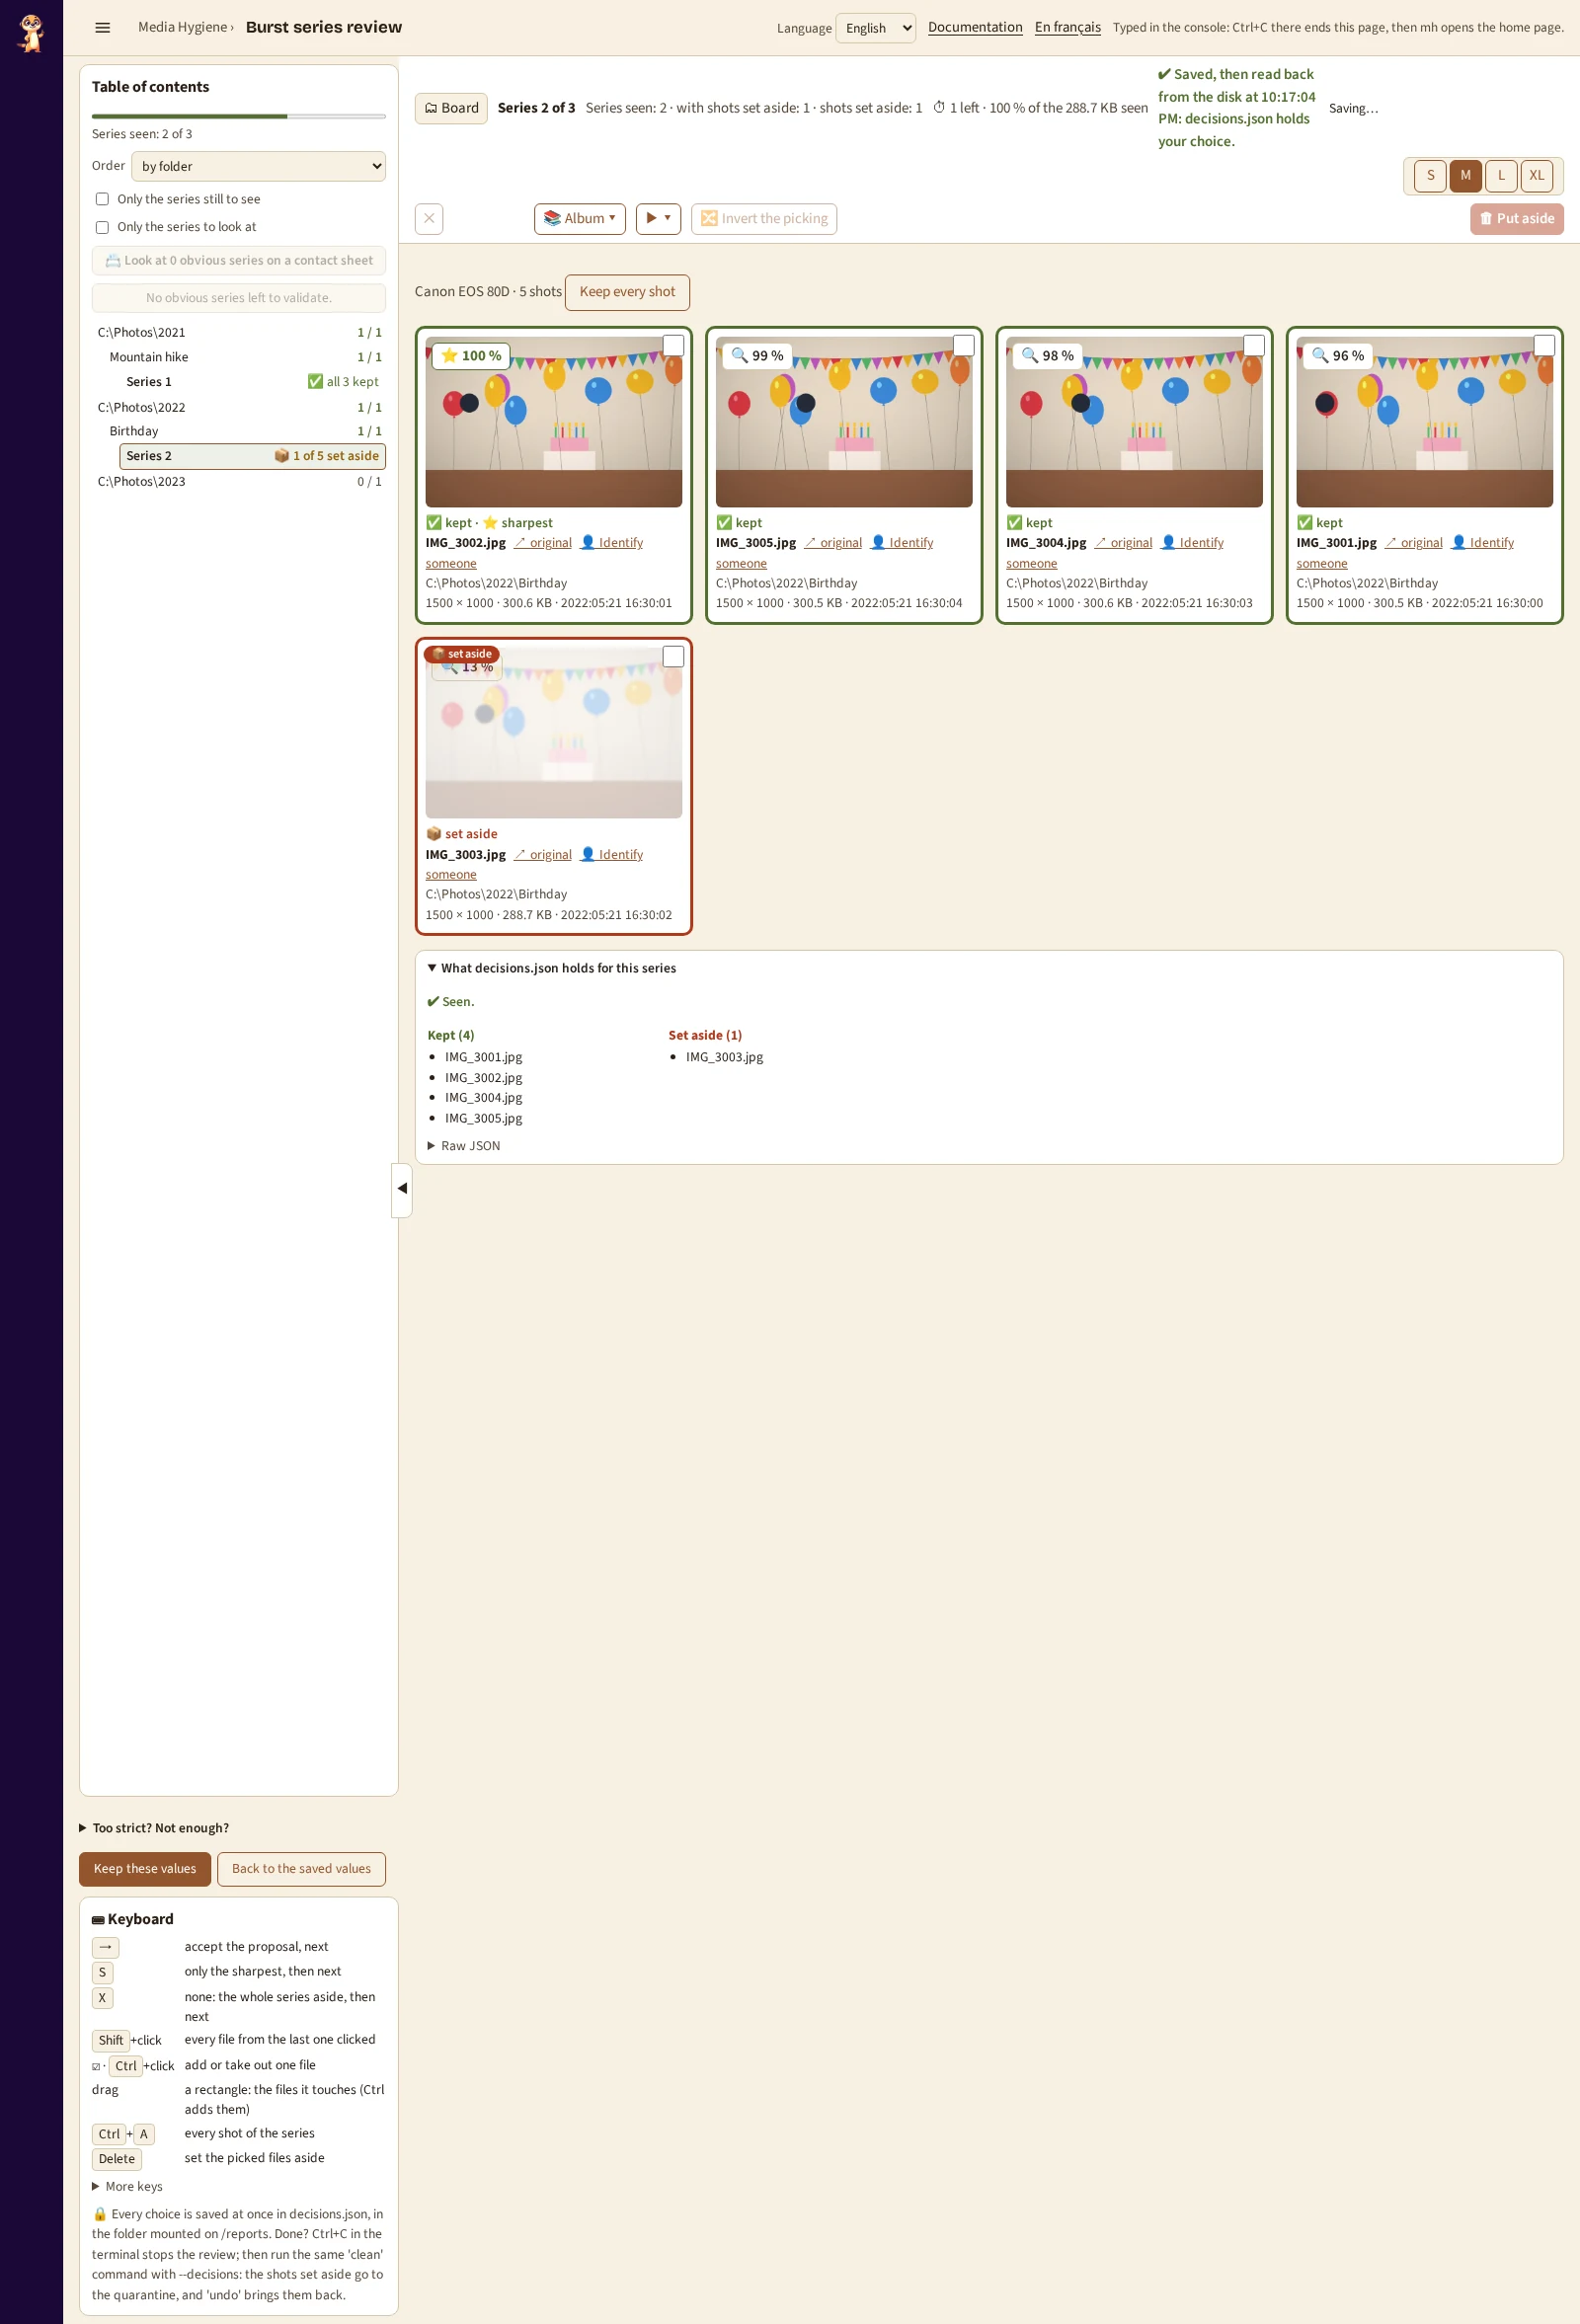 Media Hygiene › Burst series review
Language English Documentation En français Typed in the console: Ctrl+C there ends this page, then mh opens the home page.
Table of contents
Series seen: 2 of 3
Order by folder
Only the series still to see
Only the series to look at
📇 Look at 0 obvious series on a contact sheet
No obvious series left to validate.
C:\Photos\2021 1 / 1
Mountain hike 1 / 1
Series 1 ✅ all 3 kept
C:\Photos\2022 1 / 1
Birthday 1 / 1
Series 2 📦 1 of 5 set aside
C:\Photos\2023 0 / 1
🗂 Board Series 2 of 3 Series seen: 2 · with shots set aside: 1 · shots set aside: 1 ⏱ 1 left · 100 % of the 288.7 KB seen
✔ Saved, then read back
from the disk at 10:17:04
PM: decisions.json holds
your choice.
Saving…
S M L XL
✕ 📚 Album ▾ ▶ ▾ 🔀 Invert the picking 🗑 Put aside
Canon EOS 80D · 5 shots Keep every shot
⭐ 100 %
✅ kept · ⭐ sharpest
IMG_3002.jpg ↗ original 👤 Identify
someone
C:\Photos\2022\Birthday
1500 × 1000 · 300.6 KB · 2022:05:21 16:30:01
🔍 99 %
✅ kept
IMG_3005.jpg ↗ original 👤 Identify
someone
C:\Photos\2022\Birthday
1500 × 1000 · 300.5 KB · 2022:05:21 16:30:04
🔍 98 %
✅ kept
IMG_3004.jpg ↗ original 👤 Identify
someone
C:\Photos\2022\Birthday
1500 × 1000 · 300.6 KB · 2022:05:21 16:30:03
🔍 96 %
✅ kept
IMG_3001.jpg ↗ original 👤 Identify
someone
C:\Photos\2022\Birthday
1500 × 1000 · 300.5 KB · 2022:05:21 16:30:00
📦 set aside
🔍 13 %
📦 set aside
IMG_3003.jpg ↗ original 👤 Identify
someone
C:\Photos\2022\Birthday
1500 × 1000 · 288.7 KB · 2022:05:21 16:30:02
▼ What decisions.json holds for this series
✔ Seen.
Kept (4)
• IMG_3001.jpg
• IMG_3002.jpg
• IMG_3004.jpg
• IMG_3005.jpg
Set aside (1)
• IMG_3003.jpg
▶ Raw JSON
◀
▶ Too strict? Not enough?
Keep these values Back to the saved values
⌨ Keyboard
→ accept the proposal, next
S only the sharpest, then next
X none: the whole series aside, then
next
Shift+click every file from the last one clicked
☑ · Ctrl+click add or take out one file
drag a rectangle: the files it touches (Ctrl
adds them)
Ctrl+A every shot of the series
Delete set the picked files aside
▶ More keys
🔒 Every choice is saved at once in decisions.json, in
the folder mounted on /reports. Done? Ctrl+C in the
terminal stops the review; then run the same 'clean'
command with --decisions: the shots set aside go to
the quarantine, and 'undo' brings them back.